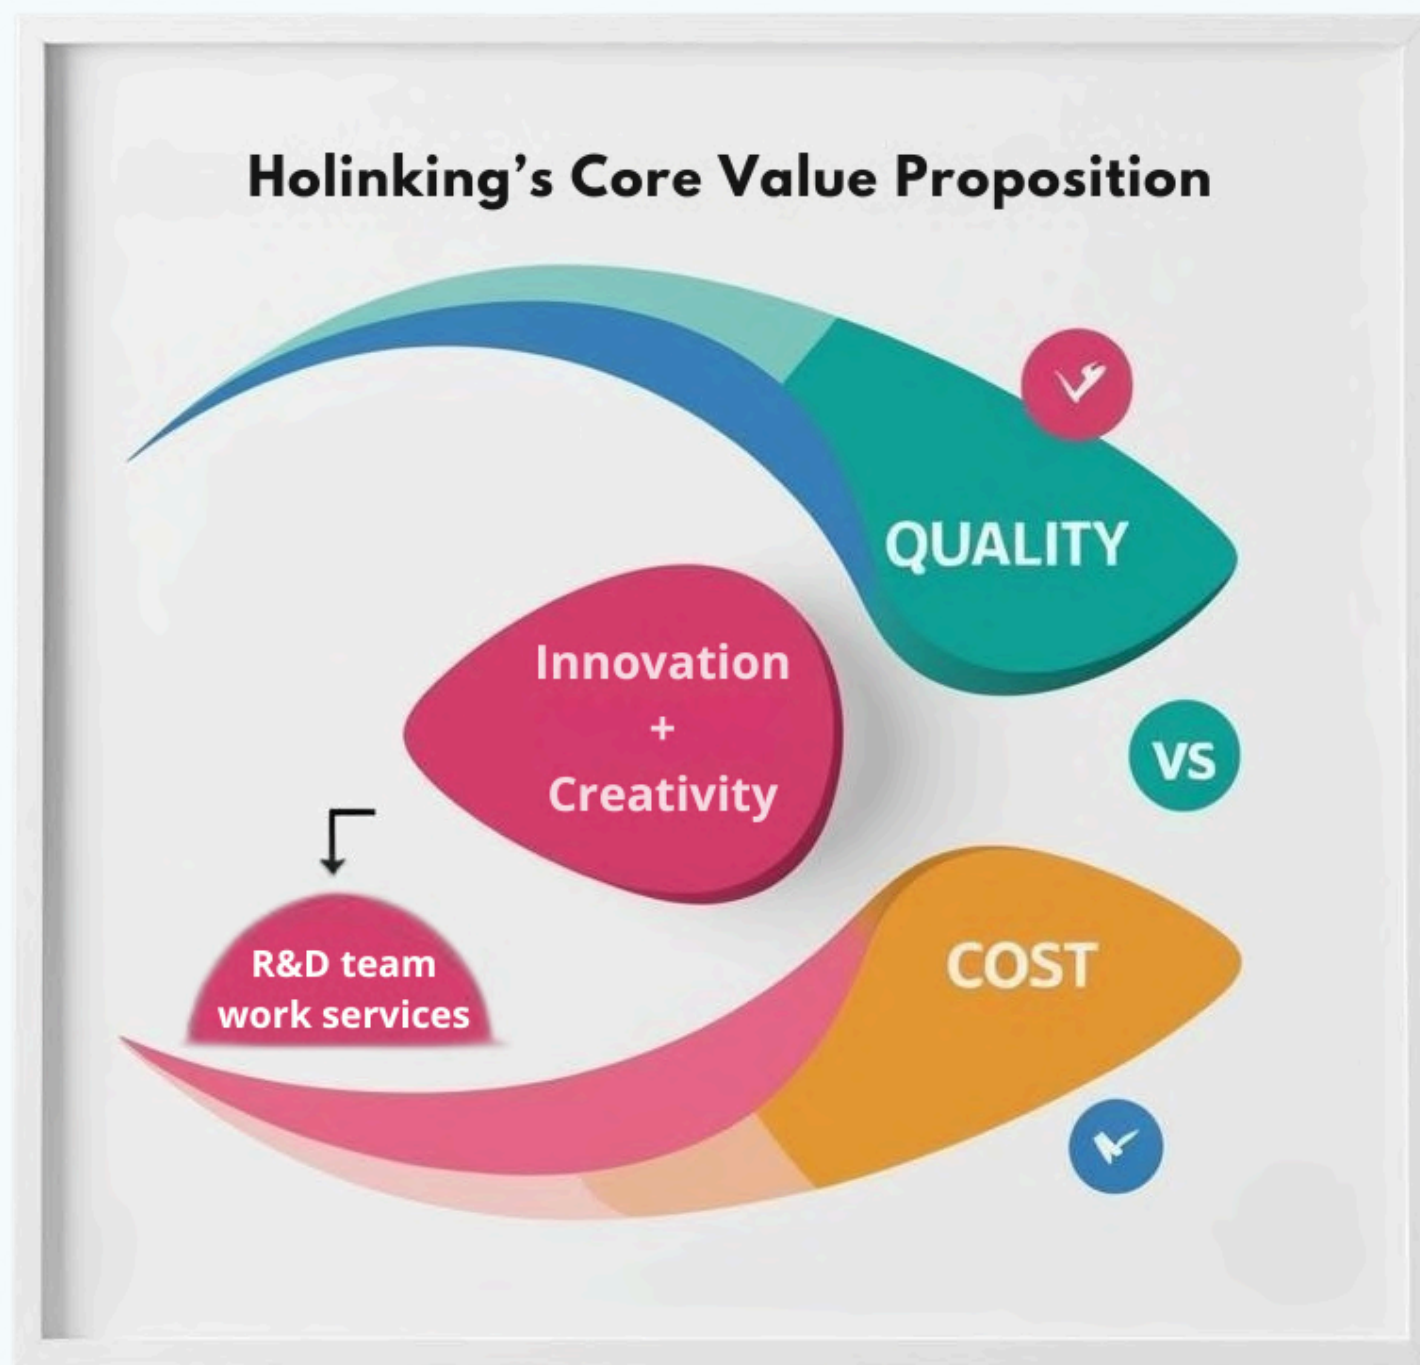 Holinking’s Core Value Proposition
QUALITY
Innovation
+
Creativity
VS
R&D team
work services
COST